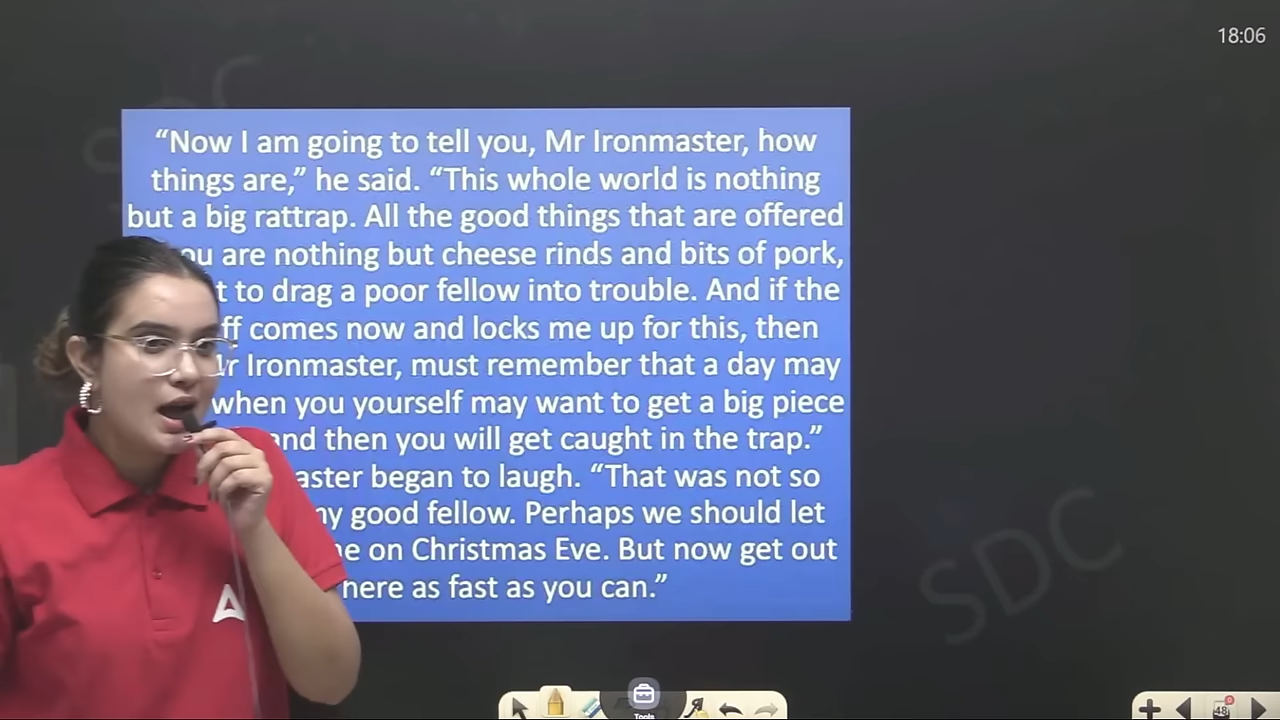 18:06
“Now I am going to tell you, Mr Ironmaster, how
things are,” he said. “This whole world is nothing
but a big rattrap. All the good things that are offered
are nothing but cheese rinds and bits of pork,
to drag a poor fellow into trouble. And if the
comes now and locks me up for this, then
Ironmaster, must remember that a day may
when you yourself may want to get a big piece
and then you will get caught in the trap.”
began to laugh. “That was not so
good fellow. Perhaps we should let
on Christmas Eve. But now get out
here as fast as you can.”
SDC
Tools
48